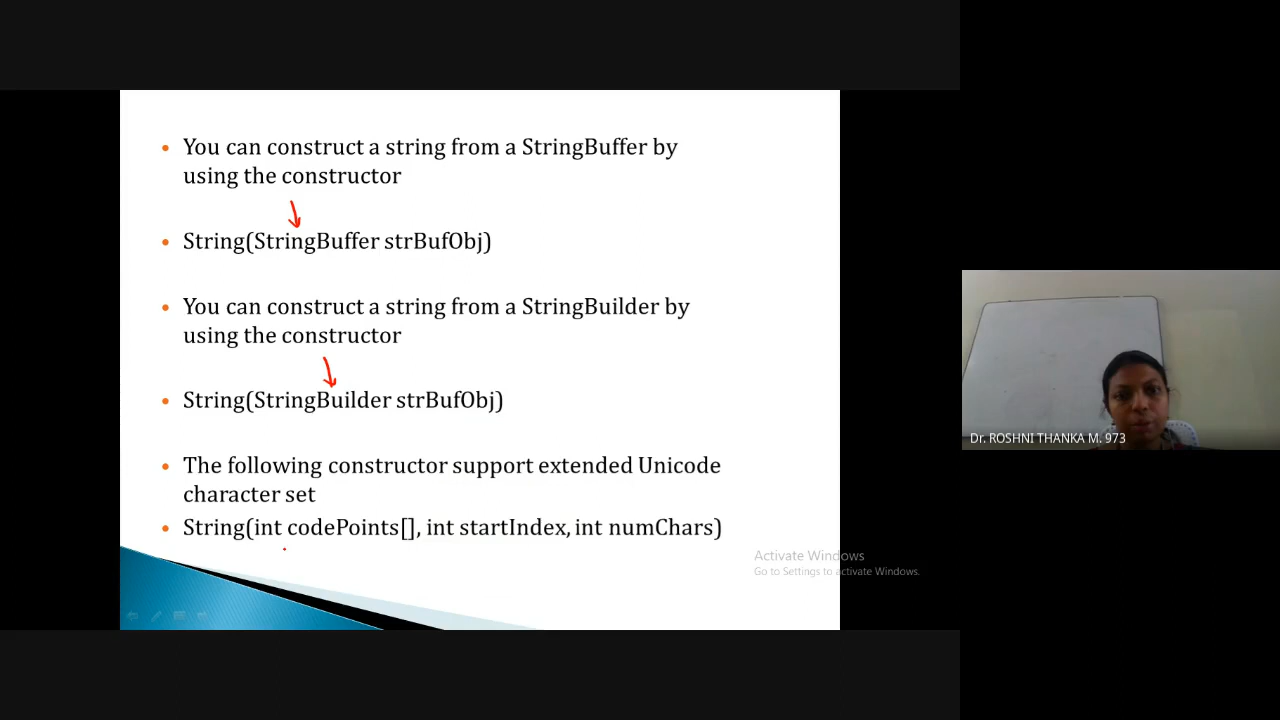 You can construct a string from a StringBuffer by
using the constructor
String(StringBuffer strBufObj)
You can construct a string from a StringBuilder by
using the constructor
String(StringBuilder strBufObj)
The following constructor support extended Unicode
character set
String(int codePoints[], int startIndex, int numChars)
Activate Windows
Go to Settings to activate Windows.
Dr. ROSHNI THANKA M. 973